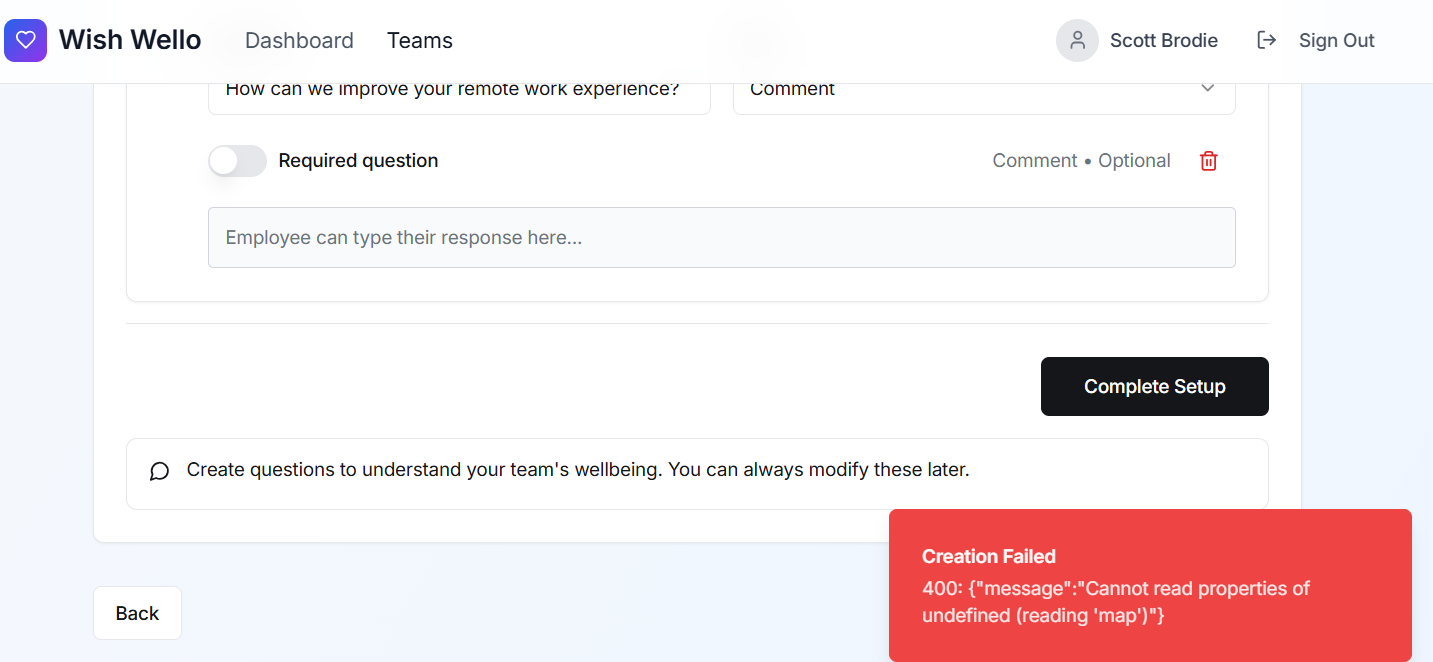 Wish Wello
Dashboard
Teams
Scott Brodie
Sign Out
How can we improve your remote work experience?
Comment
Required question
Comment • Optional
Employee can type their response here...
Complete Setup
Create questions to understand your team's wellbeing. You can always modify these later.
Creation Failed
400: {"message":"Cannot read properties of
undefined (reading 'map')"}
Back